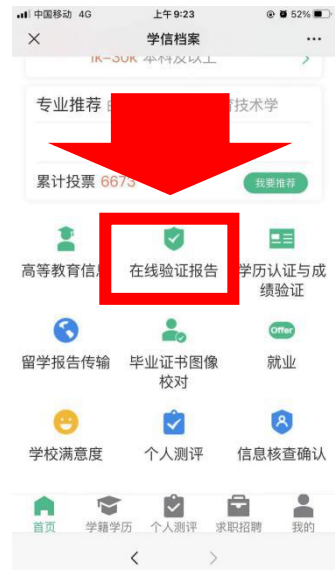 中国移动 4G 上午9:23 52%
学信档案
1K-30K 本科及以上
专业推荐 育技术学
累计投票 6673 我要推荐
高等教育信息 在线验证报告 学历认证与成
绩验证
Offer
留学报告传输 毕业证书图像 就业
校对
学校满意度 个人测评 信息核查确认
首页 学籍学历 个人测评 求职招聘 我的